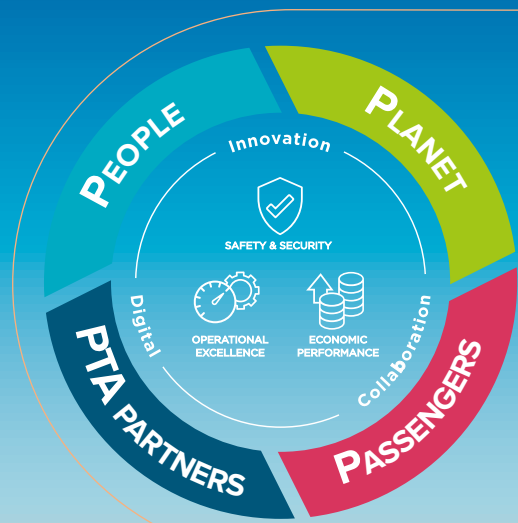 PEOPLE
PLANET
Innovation
SAFETY & SECURITY
Digital
OPERATIONAL
EXCELLENCE
ECONOMIC
PERFORMANCE
Collaboration
PTA PARTNERS
PASSENGERS